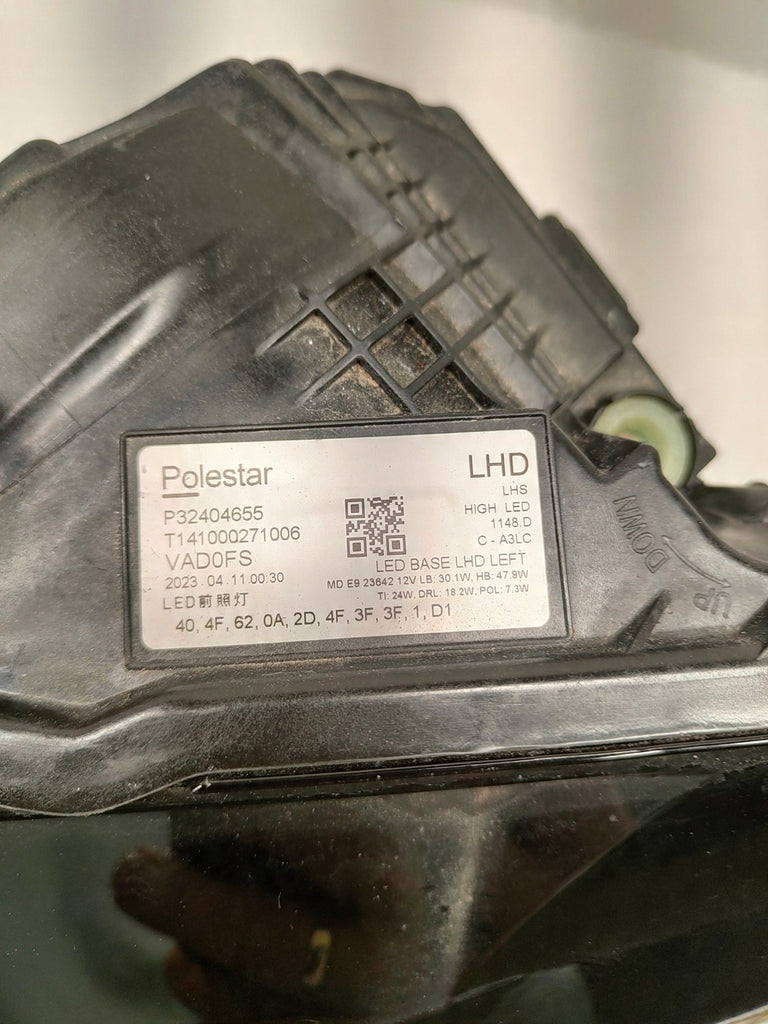 Polestar
LHD
P32404655
T141000271006
VAD0FS
2023 .04 .11.00:30
LED前照灯
LHS
HIGH LED
1148.D
C - A3LC
LED BASE LHD LEFT
MD E9 23642 12V LB: 30.1W, HB: 47.9W
TI: 24W, DRL: 18.2W, POL: 7.3W
40, 4F, 62, 0A, 2D, 4F, 3F, 3F, 1, D1
DOWN
UP